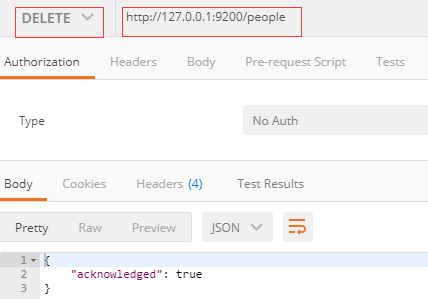 DELETE http://127.0.0.1:9200/people
Authorization Headers Body Pre-request Script Tests
Type No Auth
Body Cookies Headers (4) Test Results
Pretty Raw Preview JSON
1 {
2 "acknowledged": true
3 }